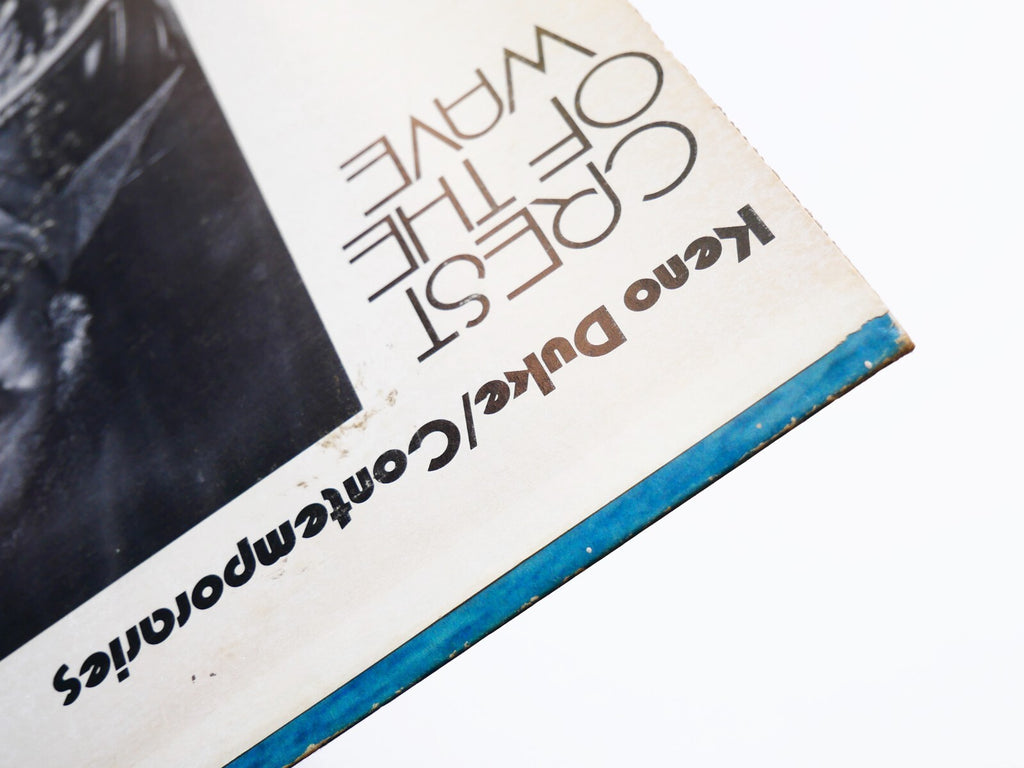 Keno Duke/Contemporaries
CREST
OF THE
WAVE